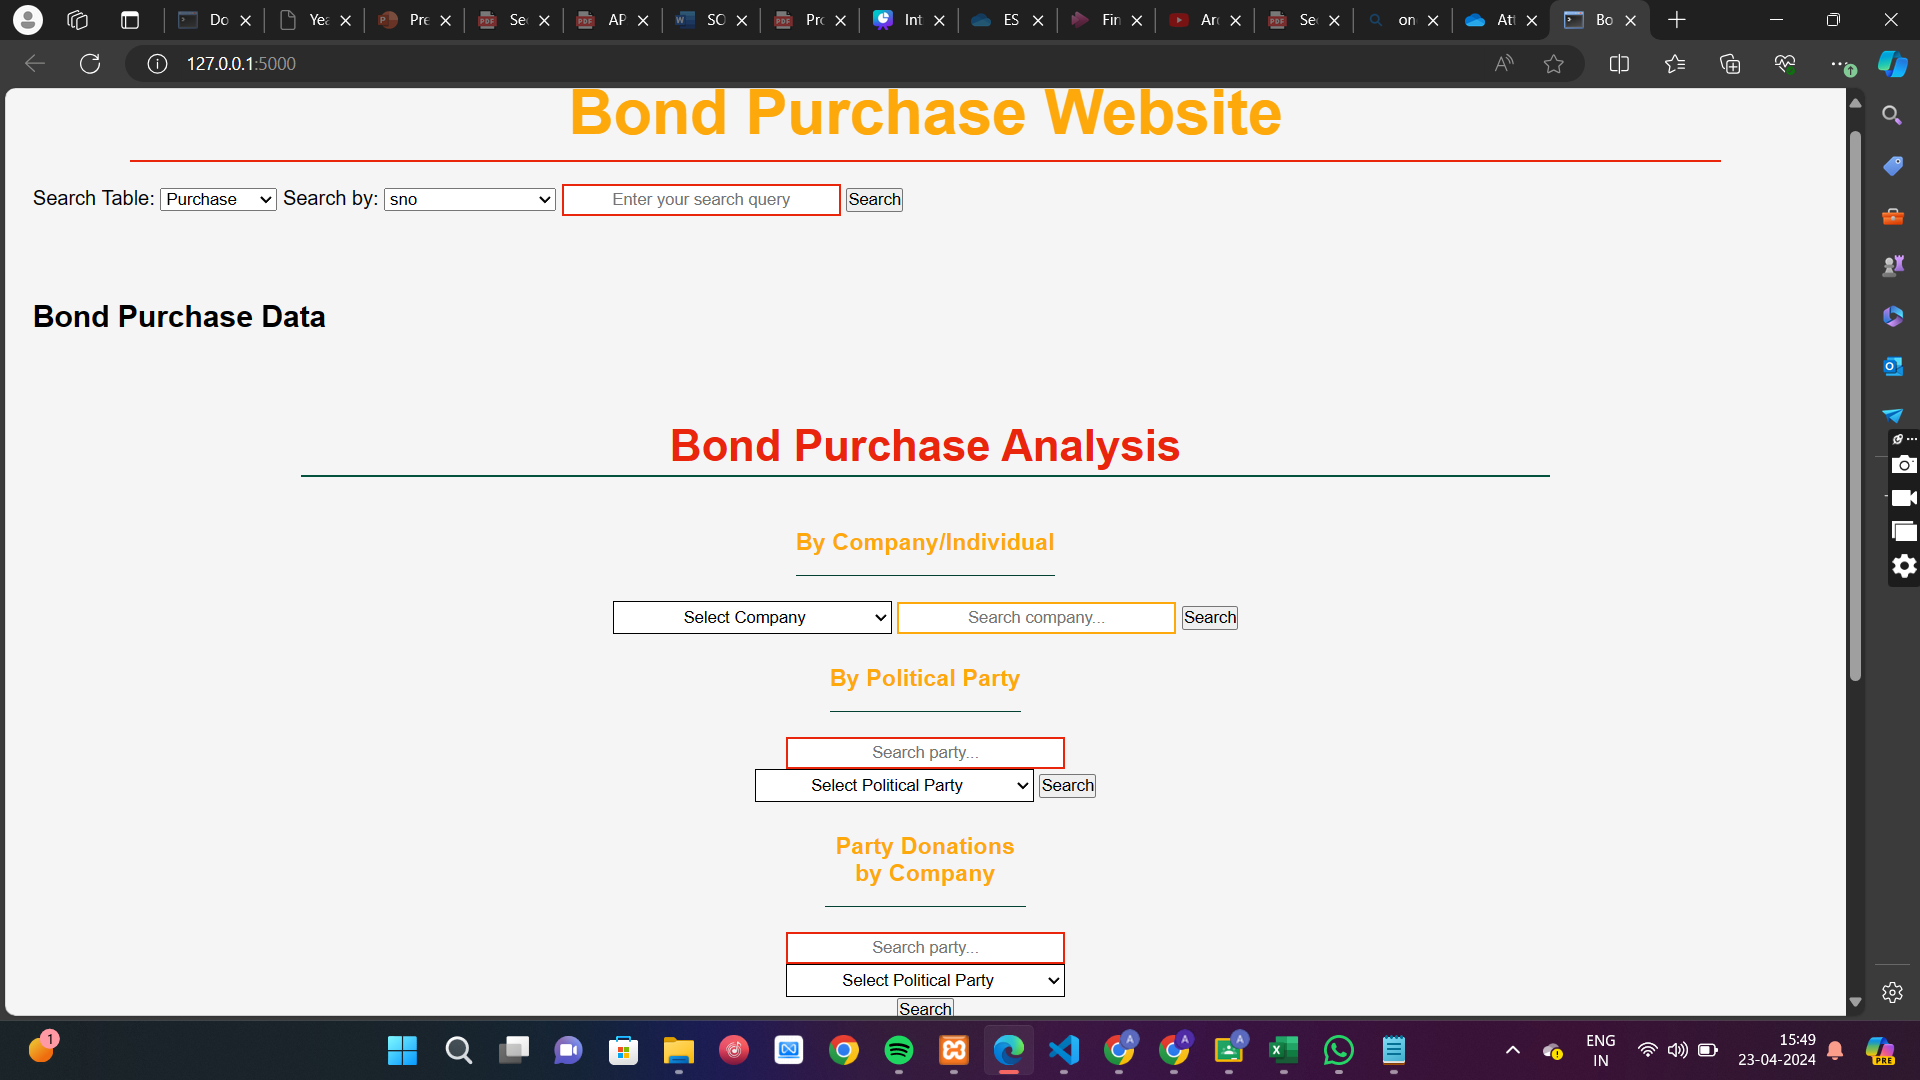 Do
Yea
Pre
Sec
AP
SO
Pro
Int
ES
Fin
Arc
Sec
on
Att
Bo
127.0.0.1:5000
Bond Purchase Website
Search Table: Purchase Search by: sno Enter your search query Search
Bond Purchase Data
Bond Purchase Analysis
By Company/Individual
Select Company Search company... Search
By Political Party
Search party...
Select Political Party Search
Party Donations
by Company
Search party...
Select Political Party
Search
1
A
A
A
ENG
IN
15:49
23-04-2024
PRE